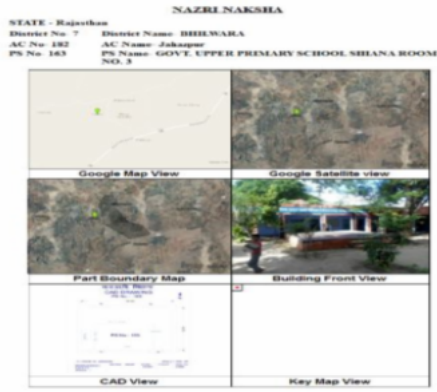 NAZRI NAKSHA
STATE - Rajasthan
District No- 7 District Name- BHILWARA
AC No- 182 AC Name- Jahazpur
PS No- 163 PS Name- GOVT. UPPER PRIMARY SCHOOL SIHANA ROOM
NO. 3
Google Map View Google Satellite view
Part Boundary Map Building Front View
CAD View Key Map View